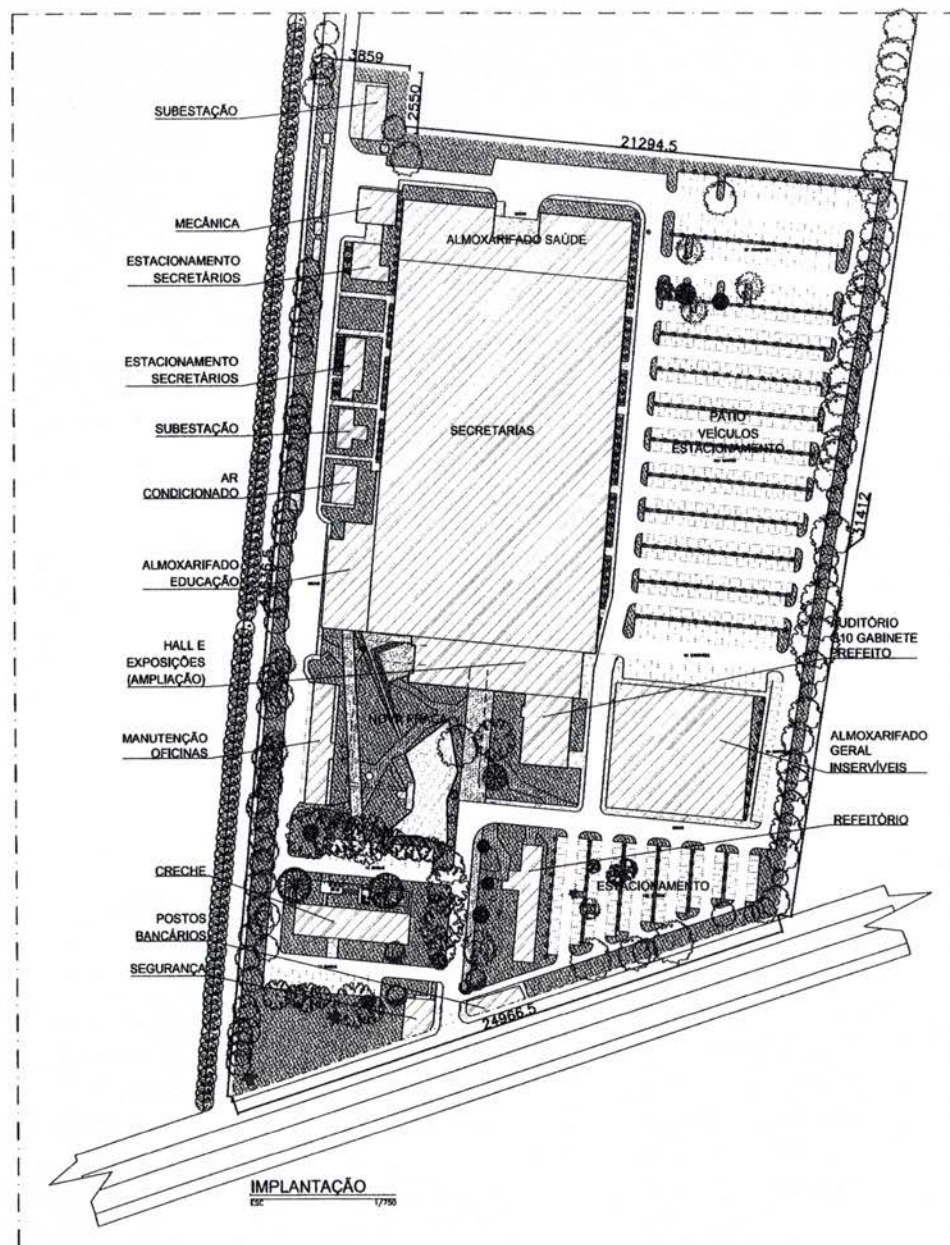 3859
2550
SUBESTAÇÃO
21294.5
MECÂNICA
ALMOXARIFADO SAÚDE
ESTACIONAMENTO
SECRETÁRIOS
ESTACIONAMENTO
SECRETÁRIOS
SUBESTAÇÃO
SECRETARIAS
PÁTIO
VEÍCULOS
ESTACIONAMENTO
AR
CONDICIONADO
31412
ALMOXARIFADO
EDUCAÇÃO
AUDITÓRIO
GABINETE
PREFEITO
HALL E
EXPOSIÇÕES
(AMPLIAÇÃO)
NOVA PRAÇA
MANUTENÇÃO
OFICINAS
ALMOXARIFADO
GERAL
INSERVÍVEIS
REFEITÓRIO
CRECHE
ESTACIONAMENTO
POSTOS
BANCÁRIOS
SEGURANÇA
24966.5
IMPLANTAÇÃO
ESC 1/750